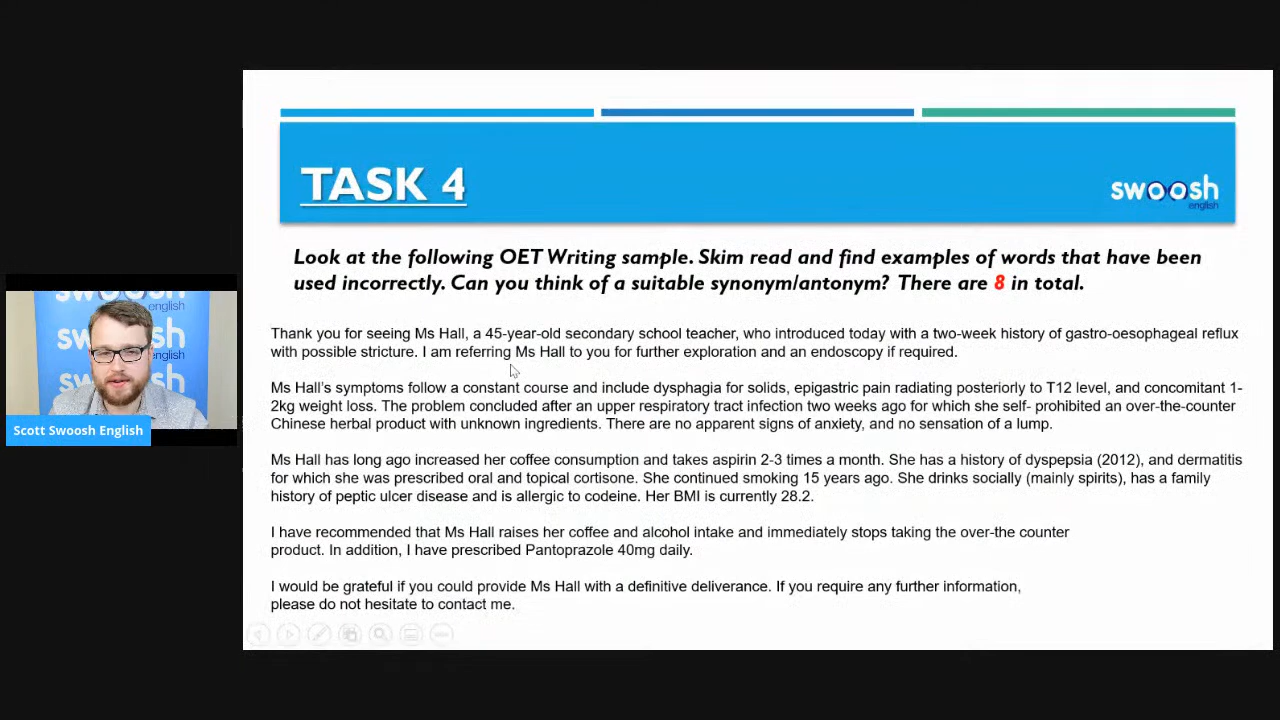 TASK 4
swoosh
english
Look at the following OET Writing sample. Skim read and find examples of words that have been
used incorrectly. Can you think of a suitable synonym/antonym? There are 8 in total.
Thank you for seeing Ms Hall, a 45-year-old secondary school teacher, who introduced today with a two-week history of gastro-oesophageal reflux
with possible stricture. I am referring Ms Hall to you for further exploration and an endoscopy if required.
Ms Hall's symptoms follow a constant course and include dysphagia for solids, epigastric pain radiating posteriorly to T12 level, and concomitant 1-
2kg weight loss. The problem concluded after an upper respiratory tract infection two weeks ago for which she self- prohibited an over-the-counter
Chinese herbal product with unknown ingredients. There are no apparent signs of anxiety, and no sensation of a lump.
Ms Hall has long ago increased her coffee consumption and takes aspirin 2-3 times a month. She has a history of dyspepsia (2012), and dermatitis
for which she was prescribed oral and topical cortisone. She continued smoking 15 years ago. She drinks socially (mainly spirits), has a family
history of peptic ulcer disease and is allergic to codeine. Her BMI is currently 28.2.
I have recommended that Ms Hall raises her coffee and alcohol intake and immediately stops taking the over-the counter
product. In addition, I have prescribed Pantoprazole 40mg daily.
I would be grateful if you could provide Ms Hall with a definitive deliverance. If you require any further information,
please do not hesitate to contact me.
swoosh
english
Scott Swoosh English